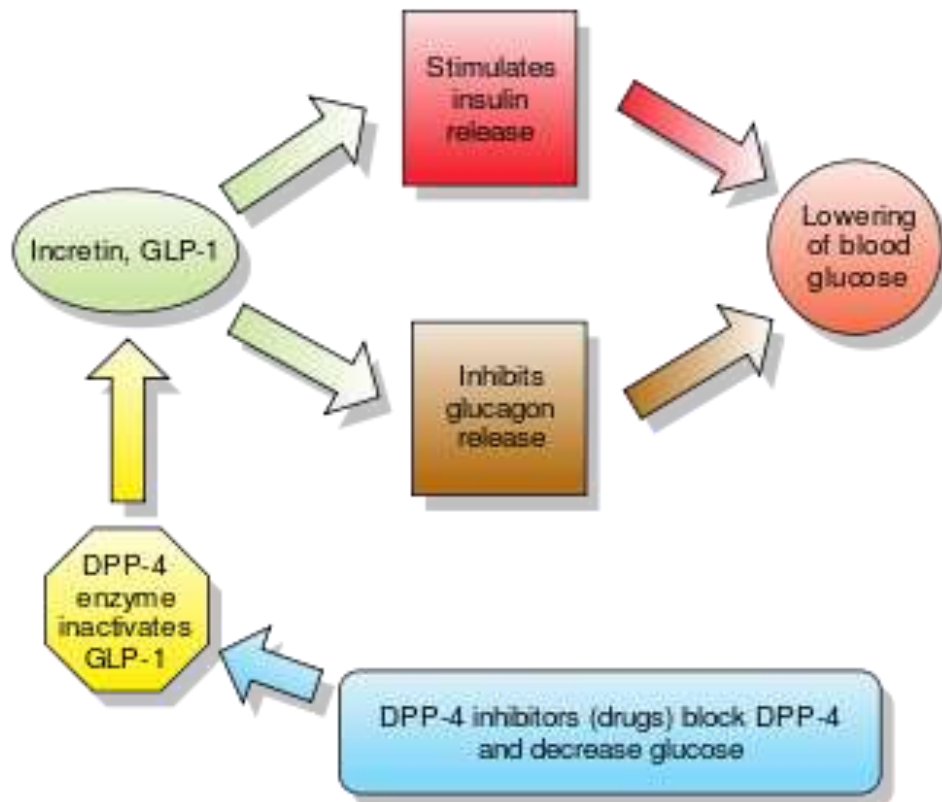 Stimulates
insulin
release
Incretin, GLP-1
Lowering
of blood
glucose
Inhibits
glucagon
release
DPP-4
enzyme
inactivates
GLP-1
DPP-4 inhibitors (drugs) block DPP-4
and decrease glucose